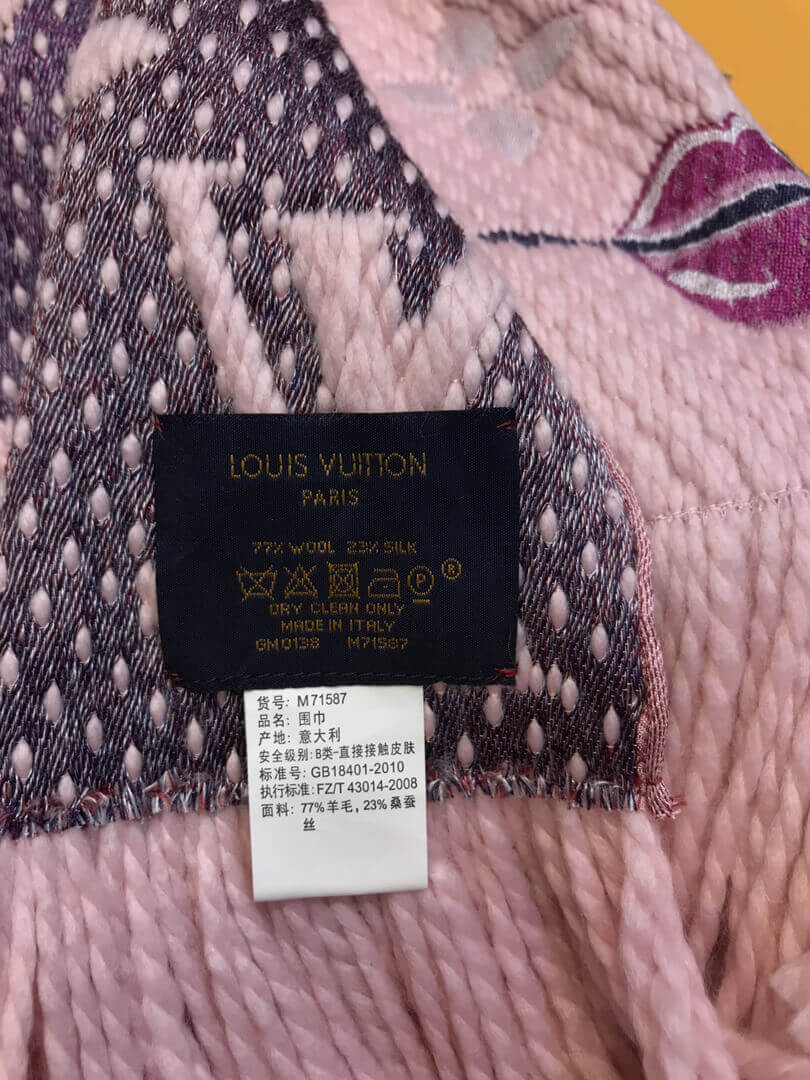 LOUIS VUITTON
PARIS
77% WOOL 23% SILK
P ®
DRY CLEAN ONLY
MADE IN ITALY
GM0138 M71587
货号: M71587
品名: 围巾
产地: 意大利
安全级别: B类-直接接触皮肤
标准号: GB18401-2010
执行标准: FZ/T 43014-2008
面料: 77%羊毛, 23%桑蚕
丝